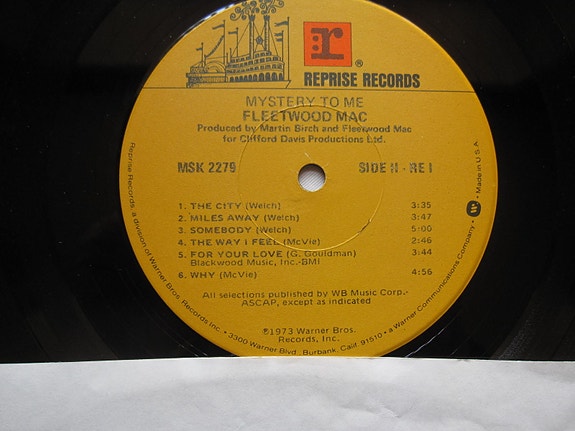 r ®
REPRISE RECORDS
MYSTERY TO ME
FLEETWOOD MAC
Produced by Martin Birch and Fleetwood Mac
for Clifford Davis Productions Ltd.
MSK 2279 SIDE II - RE 1
1. THE CITY (Welch) 3:35
2. MILES AWAY (Welch) 3:47
3. SOMEBODY (Welch) 5:00
4. THE WAY I FEEL (McVie) 2:46
5. FOR YOUR LOVE (G. Gouldman) 3:44
Blackwood Music, Inc.-BMI
6. WHY (McVie) 4:56
All selections published by WB Music Corp.-
ASCAP, except as indicated
℗1973 Warner Bros.
Records, Inc.
Reprise Records, a division of Warner Bros. Records Inc. • 3300 Warner Blvd., Burbank, Calif. 91510 • a Warner Communications Company • Made in U.S.A.